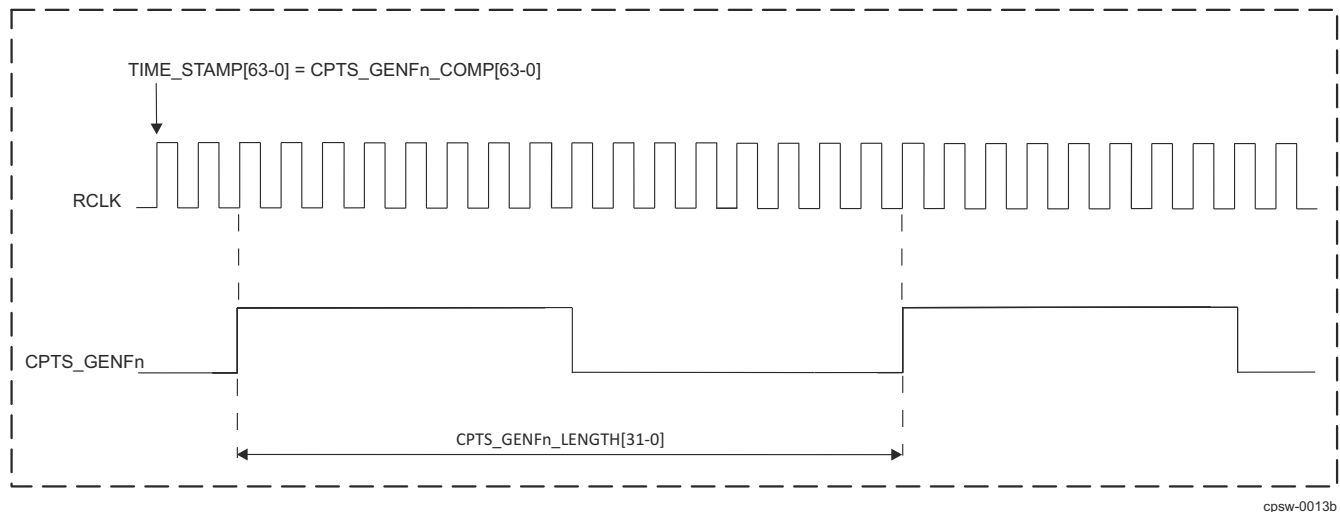 TIME_STAMP[63-0] = CPTS_GENFn_COMP[63-0]
RCLK
CPTS_GENFn
CPTS_GENFn_LENGTH[31-0]
cpsw-0013b